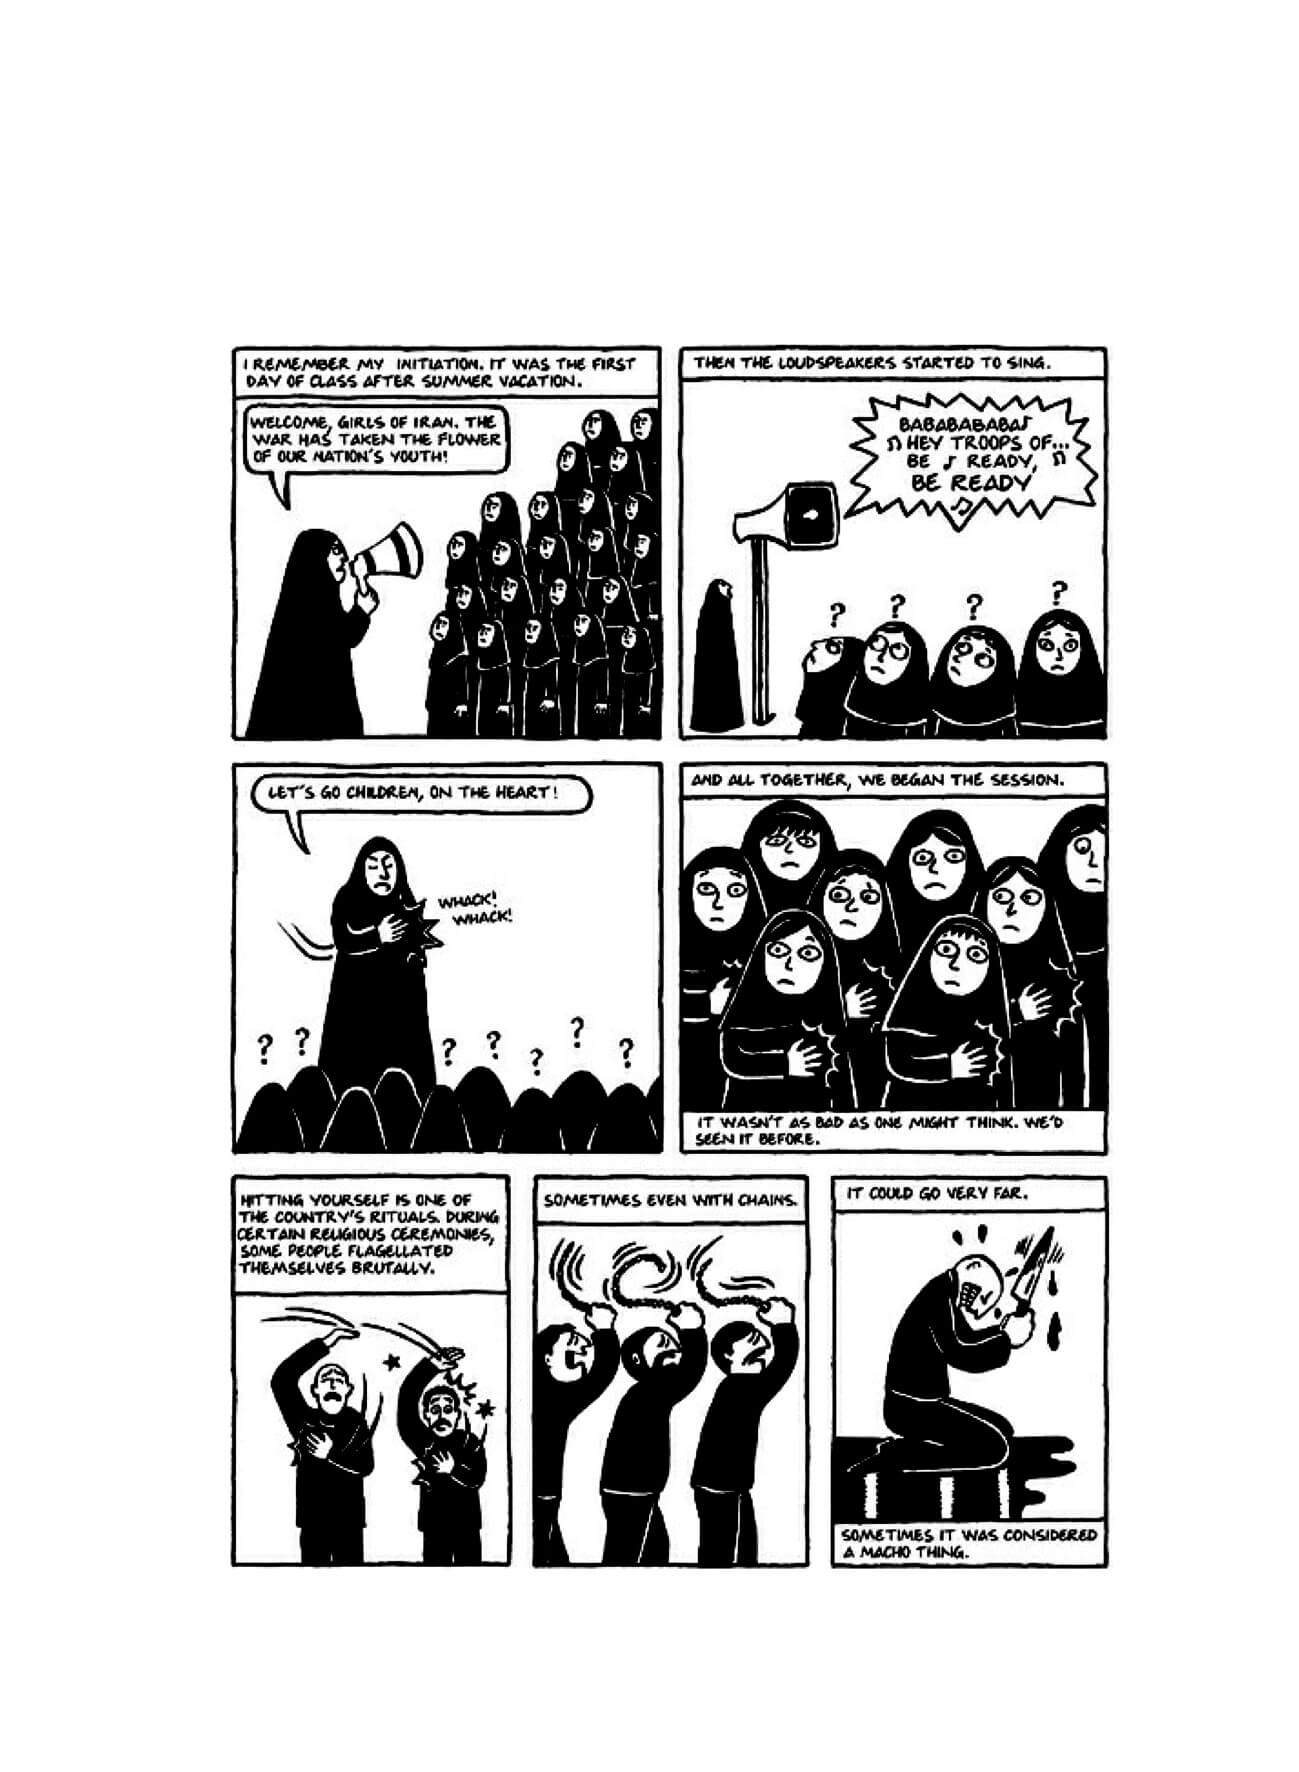 I REMEMBER MY INITIATION. IT WAS THE FIRST
DAY OF CLASS AFTER SUMMER VACATION.
WELCOME, GIRLS OF IRAN. THE
WAR HAS TAKEN THE FLOWER
OF OUR NATION'S YOUTH!
THEN THE LOUDSPEAKERS STARTED TO SING.
BABABABABA♪
♫ HEY TROOPS OF...
BE ♪ READY, ♫
BE READY
♫
? ? ? ?
LET'S GO CHILDREN, ON THE HEART!
WHACK!
WHACK!
? ? ? ? ? ? ?
AND ALL TOGETHER, WE BEGAN THE SESSION.
IT WASN'T AS BAD AS ONE MIGHT THINK. WE'D
SEEN IT BEFORE.
HITTING YOURSELF IS ONE OF
THE COUNTRY'S RITUALS. DURING
CERTAIN RELIGIOUS CEREMONIES,
SOME PEOPLE FLAGELLATED
THEMSELVES BRUTALLY.
SOMETIMES EVEN WITH CHAINS.
IT COULD GO VERY FAR.
SOMETIMES IT WAS CONSIDERED
A MACHO THING.